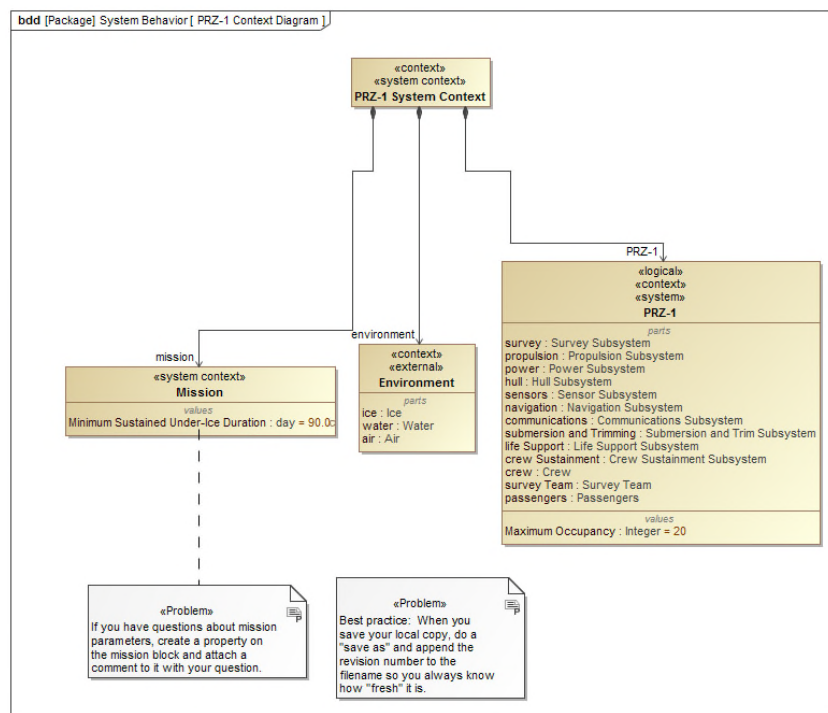 bdd [Package] System Behavior [ PRZ-1 Context Diagram ]
«context»
«system context»
PRZ-1 System Context
PRZ-1
«logical»
«context»
«system»
PRZ-1
parts
survey : Survey Subsystem
propulsion : Propulsion Subsystem
power : Power Subsystem
hull : Hull Subsystem
sensors : Sensor Subsystem
navigation : Navigation Subsystem
communications : Communications Subsystem
submersion and Trimming : Submersion and Trim Subsystem
life Support : Life Support Subsystem
crew Sustainment : Crew Sustainment Subsystem
crew : Crew
survey Team : Survey Team
passengers : Passengers
values
Maximum Occupancy : Integer = 20
environment
«context»
«external»
Environment
parts
ice : Ice
water : Water
air : Air
mission
«system context»
Mission
values
Minimum Sustained Under-Ice Duration : day = 90.0
«Problem»
If you have questions about mission
parameters, create a property on
the mission block and attach a
comment to it with your question.
P
«Problem»
Best practice: When you
save your local copy, do a
"save as" and append the
revision number to the
filename so you always know
how "fresh" it is.
P